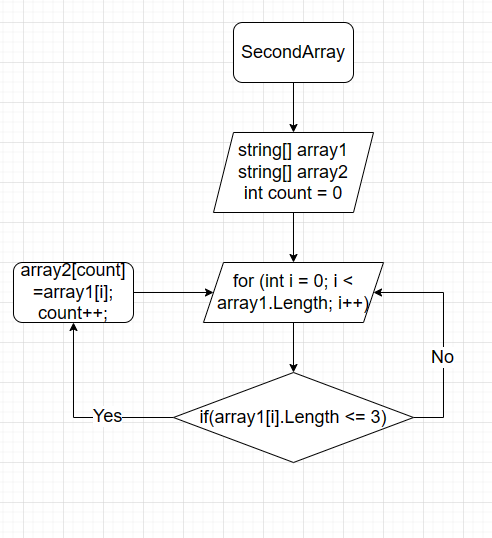 SecondArray
string[] array1
string[] array2
int count = 0
array2[count]
=array1[i];
count++;
for (int i = 0; i <
array1.Length; i++)
No
Yes
if(array1[i].Length <= 3)